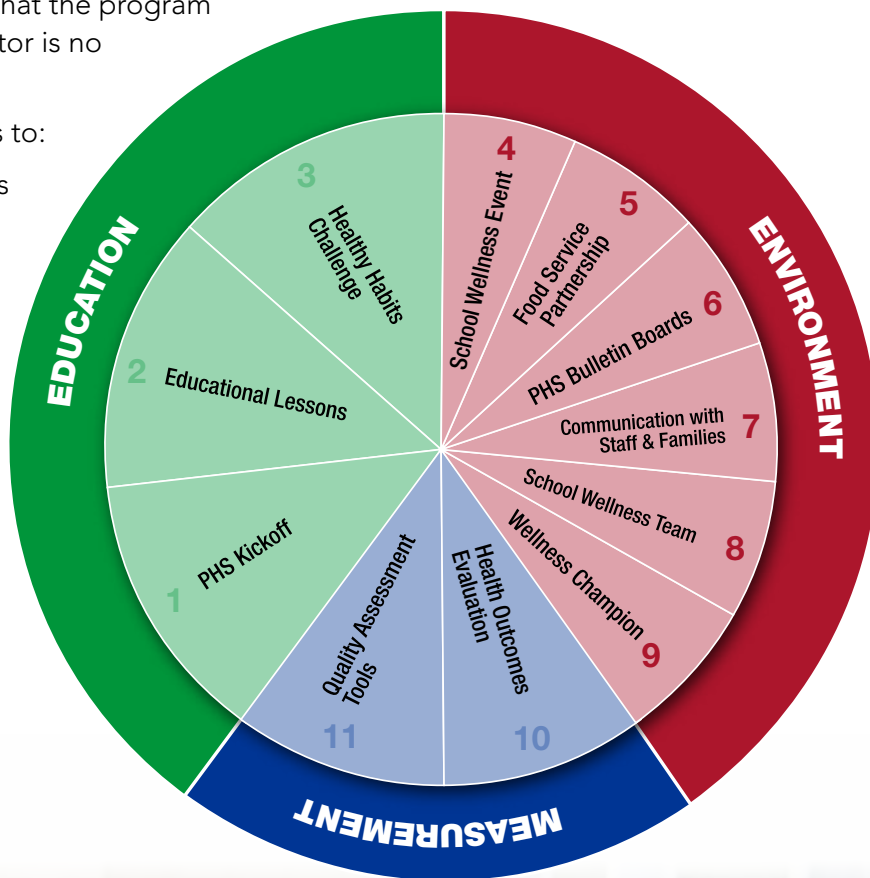 hat the program
tor is no
s to:
s
EDUCATION
1
PHS Kickoff
2
Educational Lessons
3
Healthy Habits
Challenge
ENVIRONMENT
4
School Wellness Event
5
Food Service
Partnership
6
PHS Bulletin Boards
7
Communication with
Staff & Families
8
School Wellness Team
9
Wellness Champion
MEASUREMENT
10
Health Outcomes
Evaluation
11
Quality Assessment
Tools